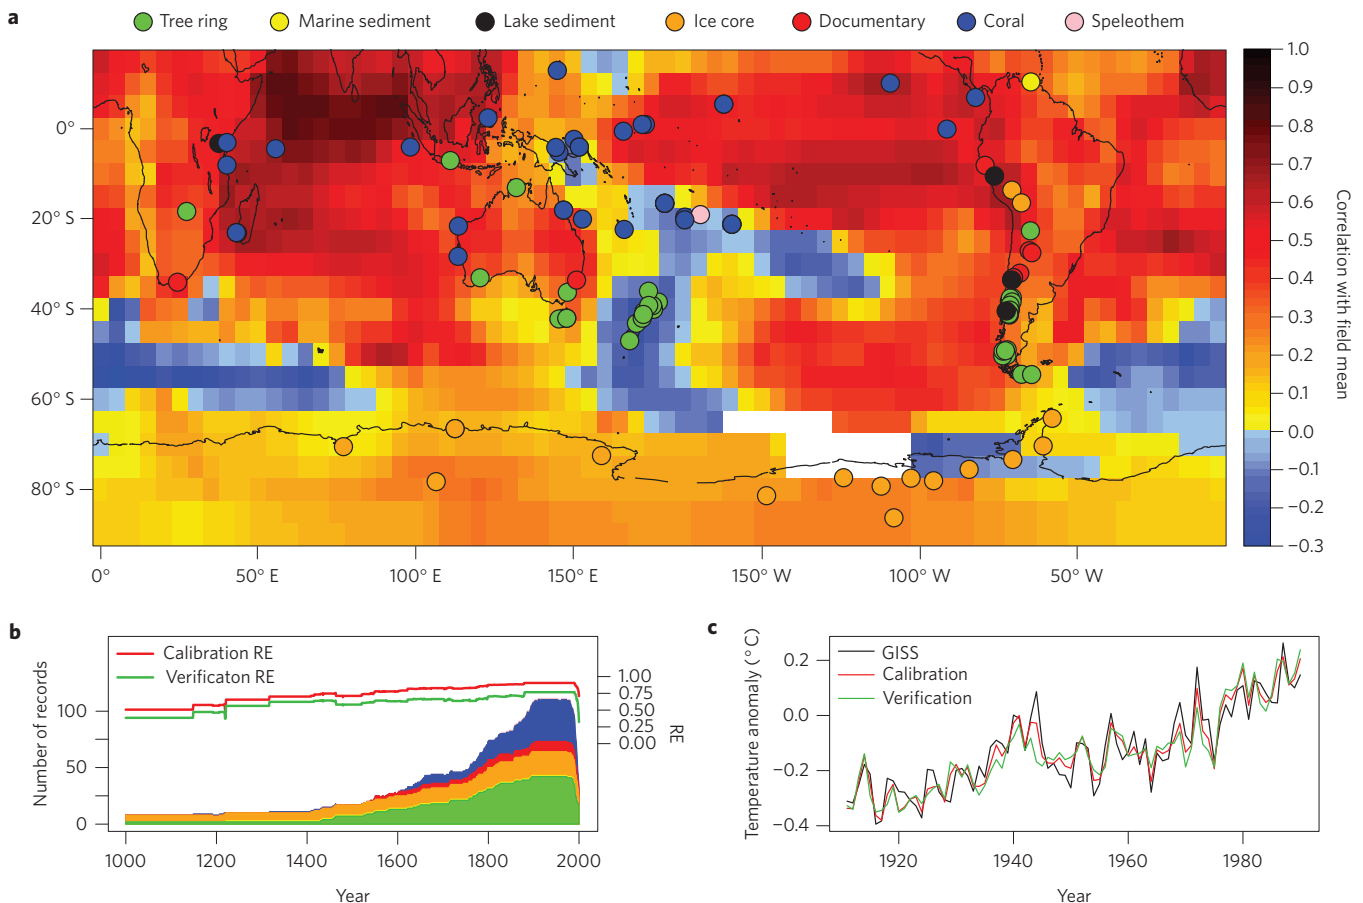 a
Tree ring
Marine sediment
Lake sediment
Ice core
Documentary
Coral
Speleothem
0°
20° S
40° S
60° S
80° S
0°
50° E
100° E
150° E
150° W
100° W
50° W
1.0
0.9
0.8
0.7
0.6
0.5
0.4
0.3
0.2
0.1
0.0
−0.1
−0.2
−0.3
Correlation with field mean
b
Calibration RE
Verificaton RE
Number of records
100
50
0
1.00
0.75
0.50
0.25
0.00
RE
1000
1200
1400
1600
1800
2000
Year
c
GISS
Calibration
Verification
Temperature anomaly (°C)
0.2
0.0
−0.2
−0.4
1920
1940
1960
1980
Year